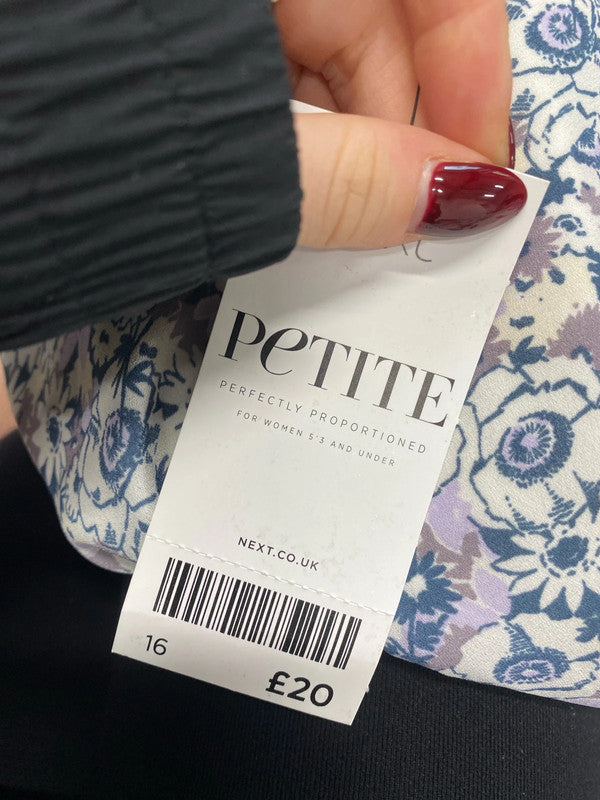 PeTITE
PERFECTLY PROPORTIONED
FOR WOMEN 5'3 AND UNDER
NEXT.CO.UK
16
£20